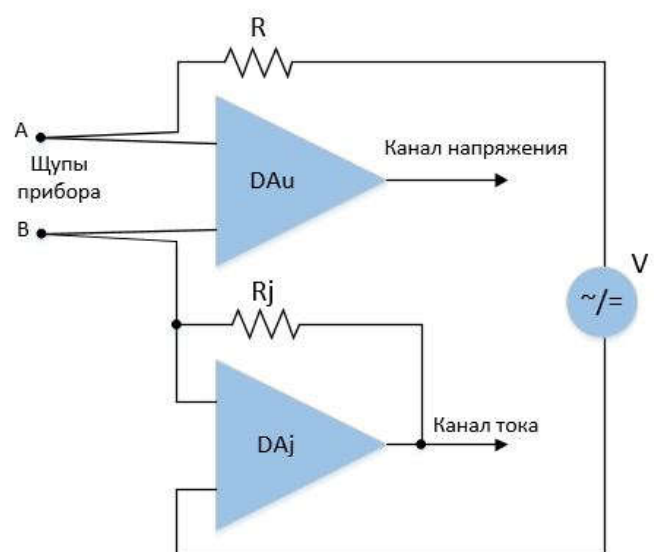 R
A
Щупы
прибора
B
DAu
Канал напряжения
V
~/=
Rj
DAj
Канал тока